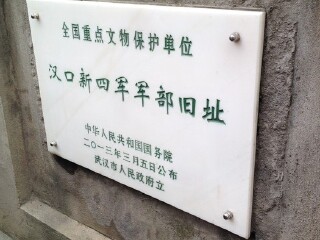 全国重点文物保护单位
汉口新四军军部旧址
中华人民共和国国务院
二〇一三年三月五日公布
武汉市人民政府立